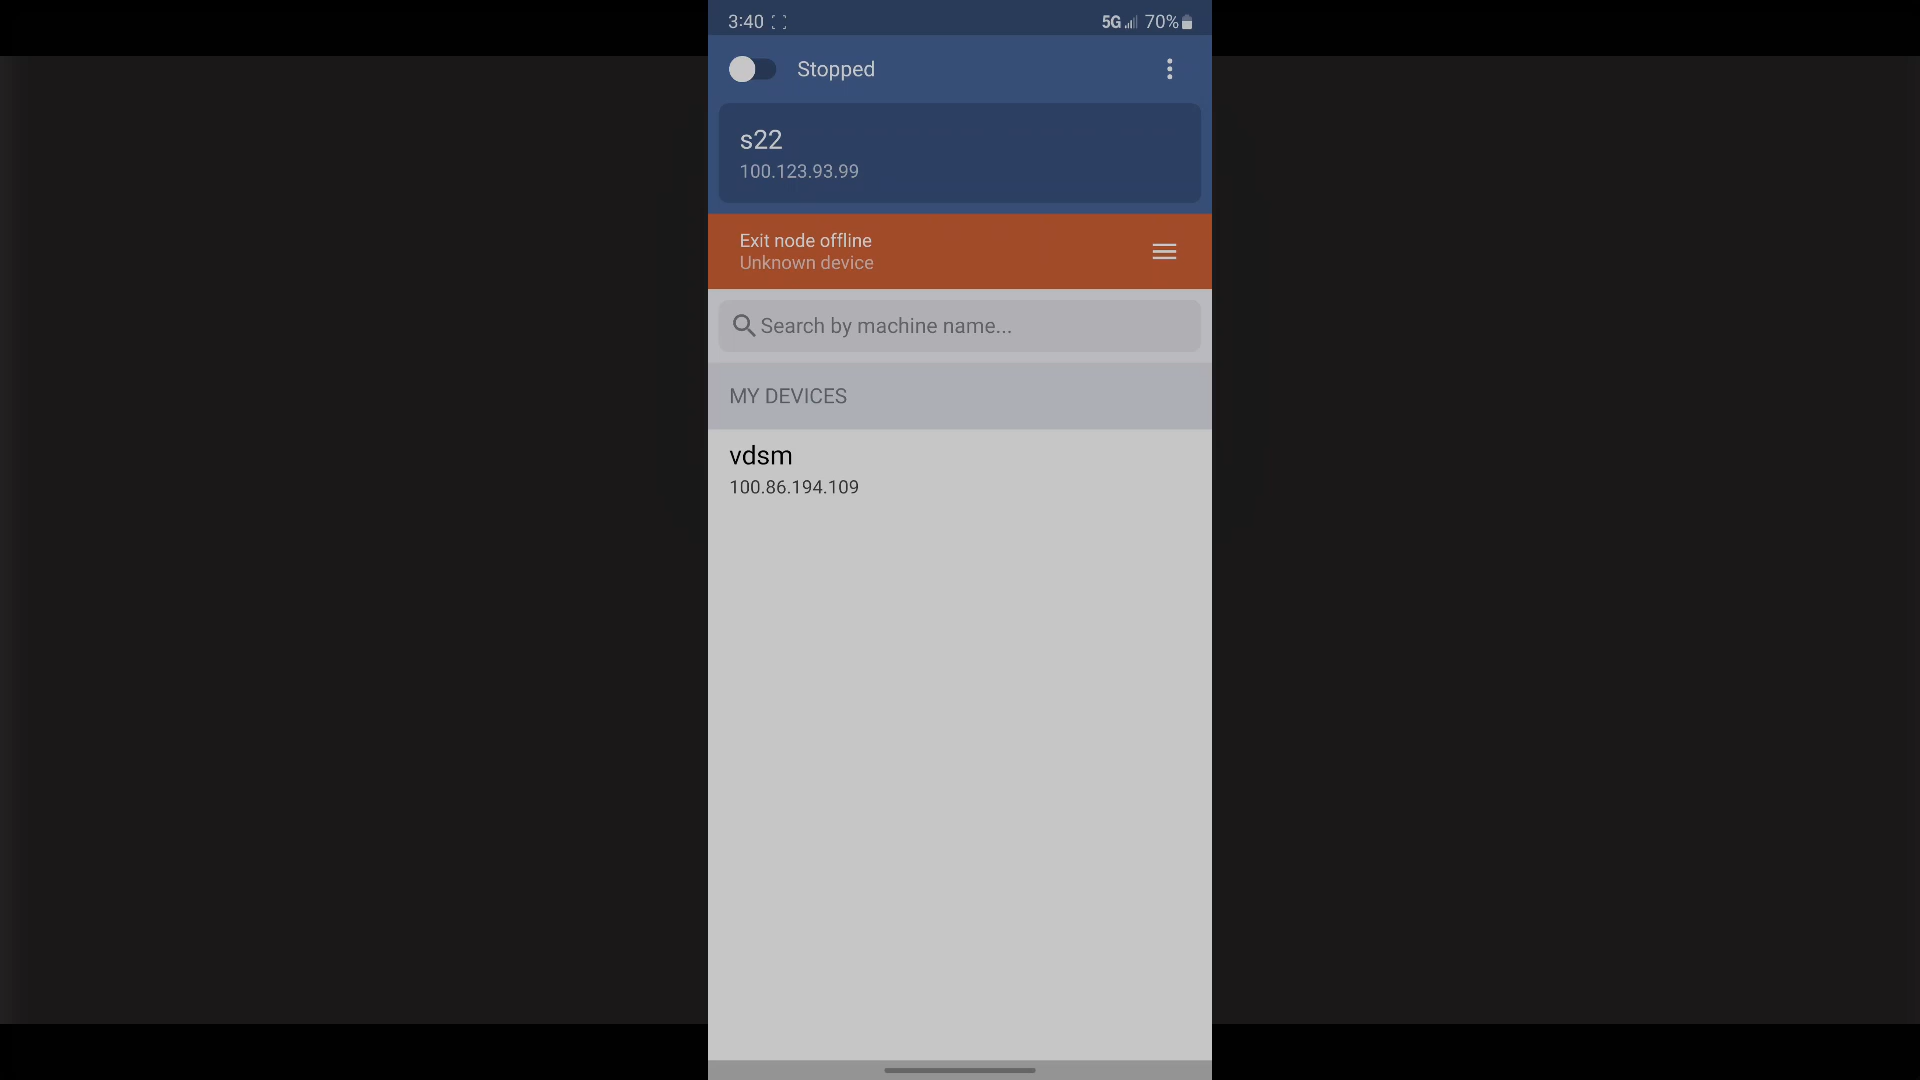 3:40
5G 70%
Stopped
s22
100.123.93.99
Exit node offline
Unknown device
Search by machine name...
MY DEVICES
vdsm
100.86.194.109